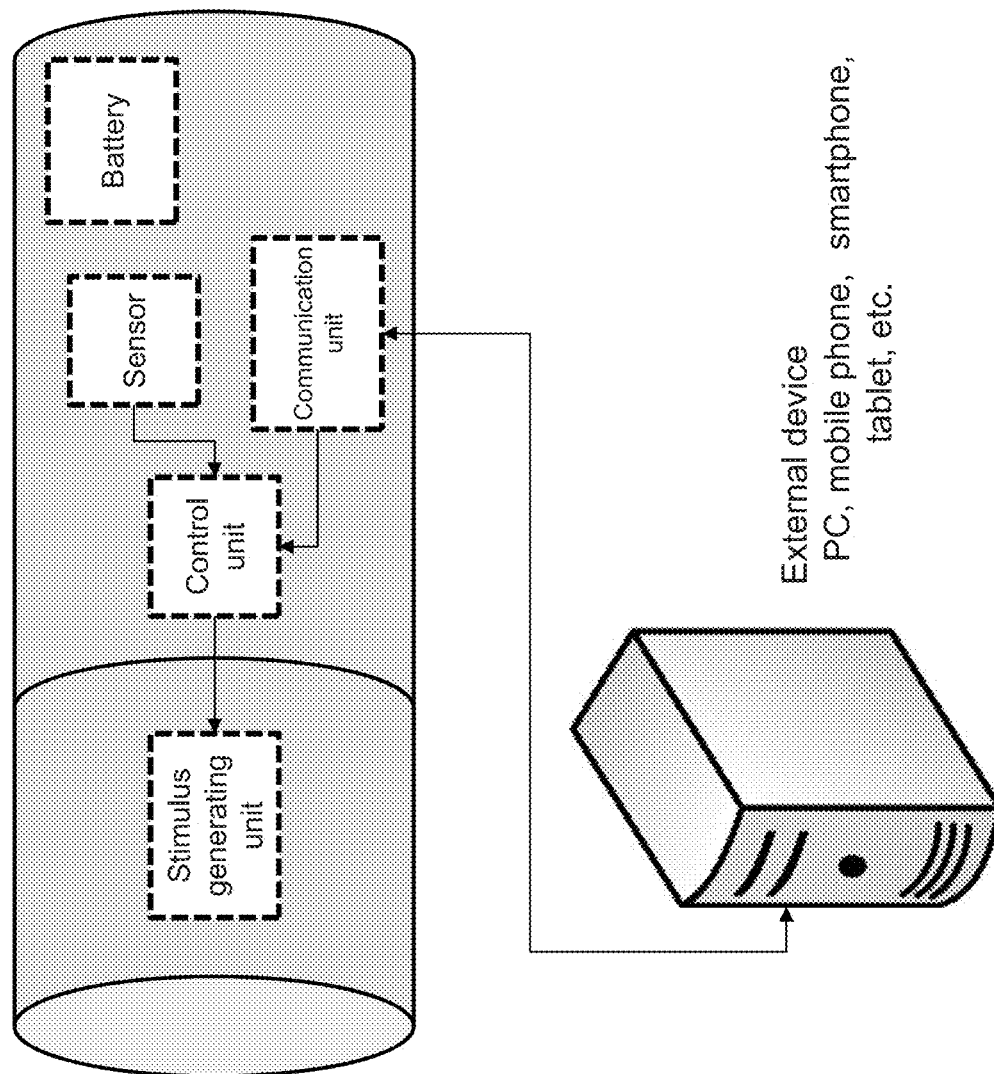 Battery
Sensor
Communication
unit
Control
unit
Stimulus
generating
unit
External device
PC, mobile phone, smartphone,
tablet, etc.